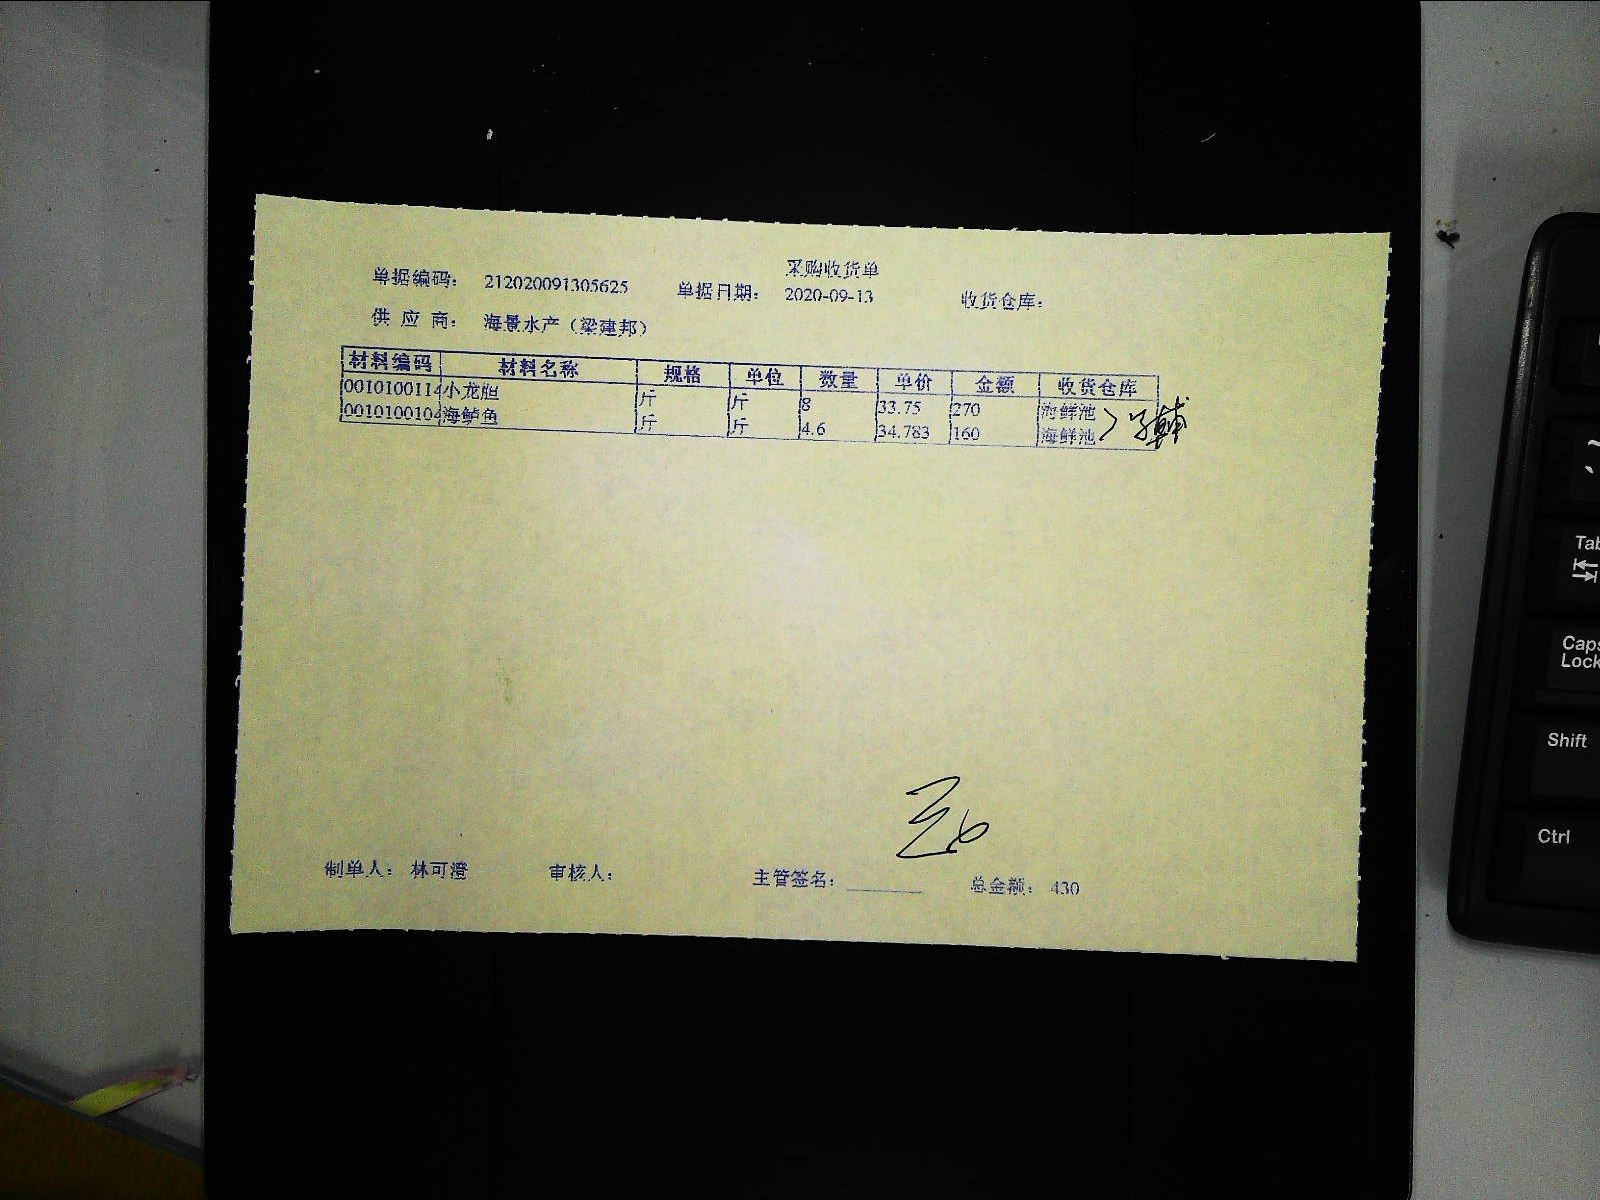 采购收货单
单据编码： 212020091305625 单据日期： 2020-09-13 收货仓库：
供 应 商： 海景水产（梁建邦）
材料编码 材料名称 规格 单位 数量 单价 金额 收货仓库
0010100114 小龙胆 斤 斤 8 33.75 270 海鲜池
0010100104 海鲈鱼 斤 斤 4.6 34.783 160 海鲜池
制单人： 林可澄 审核人： 主管签名： 总金额： 430
Tab
Caps
Lock
Shift
Ctrl